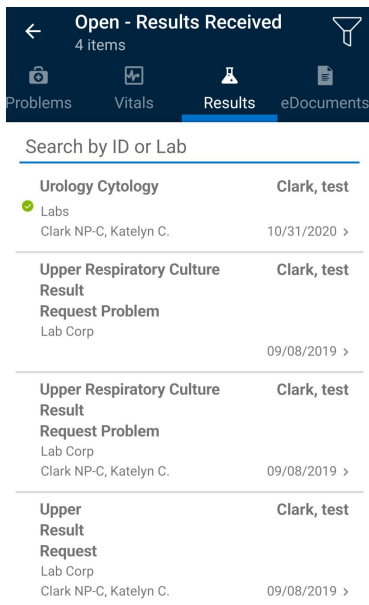 Open - Results Received
4 items
Problems
Vitals
Results
eDocuments
Search by ID or Lab
Urology Cytology
Clark, test
Labs
Clark NP-C, Katelyn C.
10/31/2020 >
Upper Respiratory Culture
Clark, test
Result
Request Problem
Lab Corp
09/08/2019 >
Upper Respiratory Culture
Clark, test
Result
Request Problem
Lab Corp
Clark NP-C, Katelyn C.
09/08/2019 >
Upper
Clark, test
Result
Request
Lab Corp
Clark NP-C, Katelyn C.
09/08/2019 >